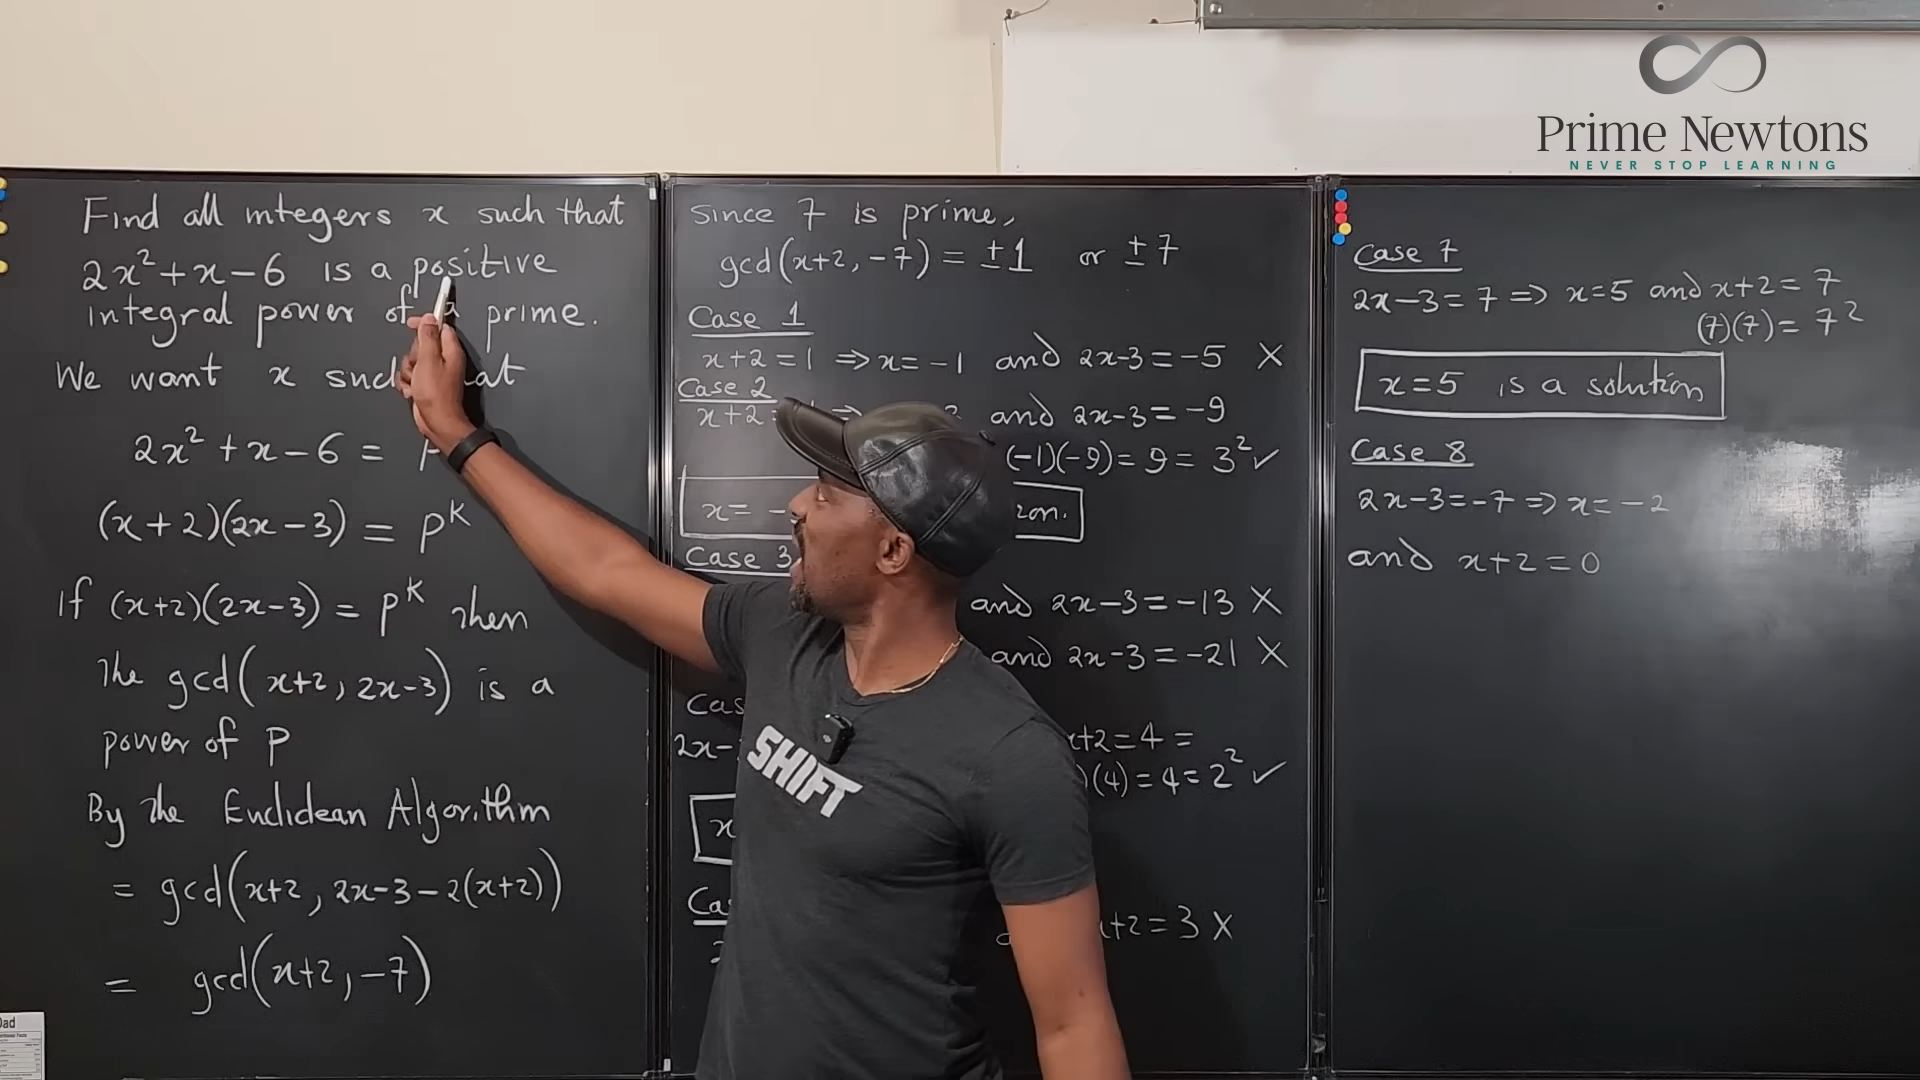 Prime Newtons
NEVER STOP LEARNING
Find all integers x such that
2x² + x - 6 is a positive
integral power of a prime.
We want x such that
2x² + x - 6 =
(x+2)(2x-3) = p^k
If (x+2)(2x-3) = p^k then
the gcd(x+2, 2x-3) is a
power of p
By the Euclidean Algorithm
= gcd(x+2, 2x-3-2(x+2))
= gcd(x+2, -7)
Since 7 is prime,
gcd(x+2, -7) = ±1 or ±7
Case 1
x+2 = 1 ⇒ x = -1 and 2x-3 = -5 X
Case 2
x+2 = and 2x-3 = -9
(-1)(-9) = 9 = 3² ✓
x = -
Case 3
and 2x-3 = -13 X
and 2x-3 = -21 X
2x- x+2 = 4 =
(4) = 4 = 2² ✓
x
x+2 = 3 X
Case 7
2x-3 = 7 ⇒ x = 5 and x+2 = 7
(7)(7) = 7²
x = 5 is a solution
Case 8
2x-3 = -7 ⇒ x = -2
and x+2 = 0
SHIFT
Dad